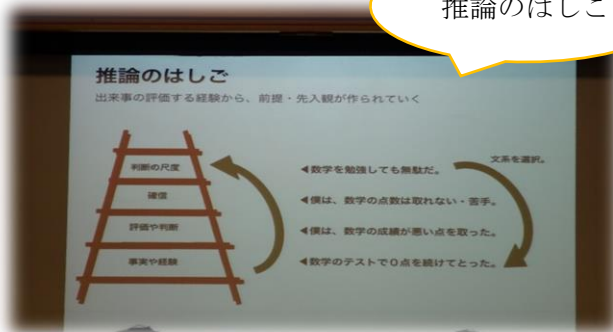 推論のはしご
推論のはしご
出来事の評価する経験から、前提・先入観が作られていく
判断の尺度
確信
評価や判断
事実や経験
◀数学を勉強しても無駄だ。
◀僕は、数学の点数は取れない・苦手。
◀僕は、数学の成績が悪い点を取った。
◀数学のテストで0点を続けてとった。
文系を選択。